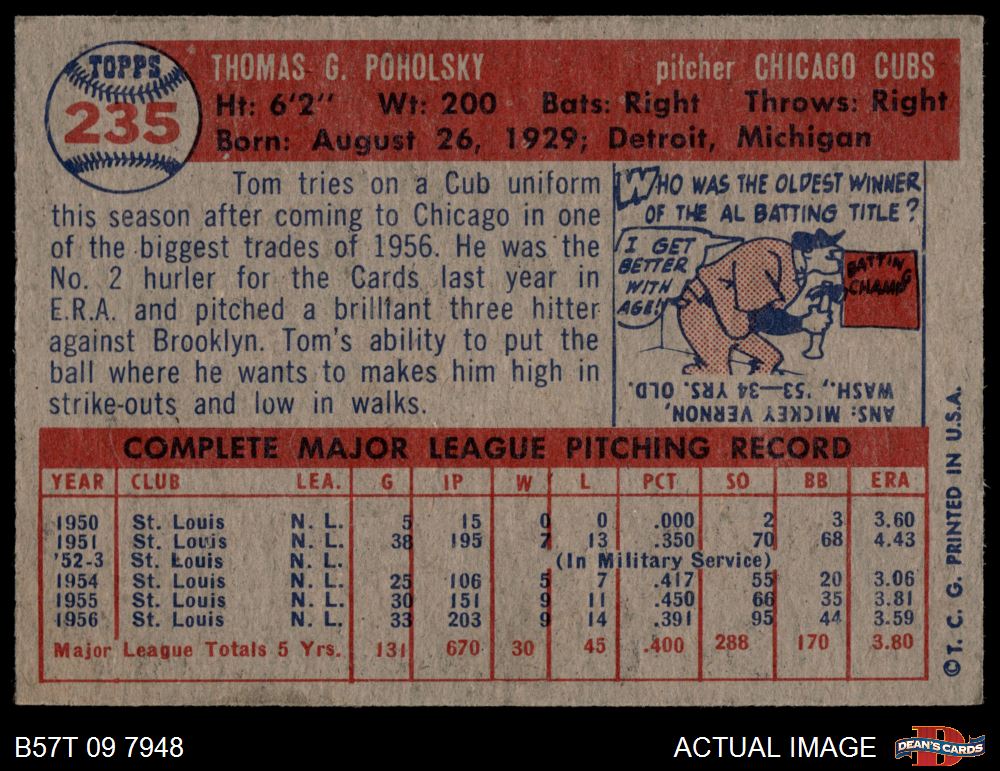 TOPPS
235
THOMAS G. POHOLSKY pitcher CHICAGO CUBS
Ht: 6'2" Wt: 200 Bats: Right Throws: Right
Born: August 26, 1929; Detroit, Michigan
Tom tries on a Cub uniform
this season after coming to Chicago in one
of the biggest trades of 1956. He was the
No. 2 hurler for the Cards last year in
E.R.A. and pitched a brilliant three hitter
against Brooklyn. Tom's ability to put the
ball where he wants to makes him high in
strike-outs and low in walks.
WHO WAS THE OLDEST WINNER
OF THE AL BATTING TITLE?
I GET
BETTER
WITH
AGE!
BATTING
CHAMPS
ANS: MICKEY VERNON,
WASH., '53—34 YRS. OLD.
COMPLETE MAJOR LEAGUE PITCHING RECORD
YEAR CLUB LEA. G IP W L PCT SO BB ERA
1950 St. Louis N. L. 5 15 0 0 .000 2 3 3.60
1951 St. Louis N. L. 38 195 7 13 .350 70 68 4.43
'52-3 St. Louis N. L. (In Military Service)
1954 St. Louis N. L. 25 106 5 7 .417 55 20 3.06
1955 St. Louis N. L. 30 151 9 11 .450 66 35 3.81
1956 St. Louis N. L. 33 203 9 14 .391 95 44 3.59
Major League Totals 5 Yrs. 131 670 30 45 .400 288 170 3.80
©T. C. G. PRINTED IN U.S.A.
B57T 09 7948
ACTUAL IMAGE
DEAN'S CARDS